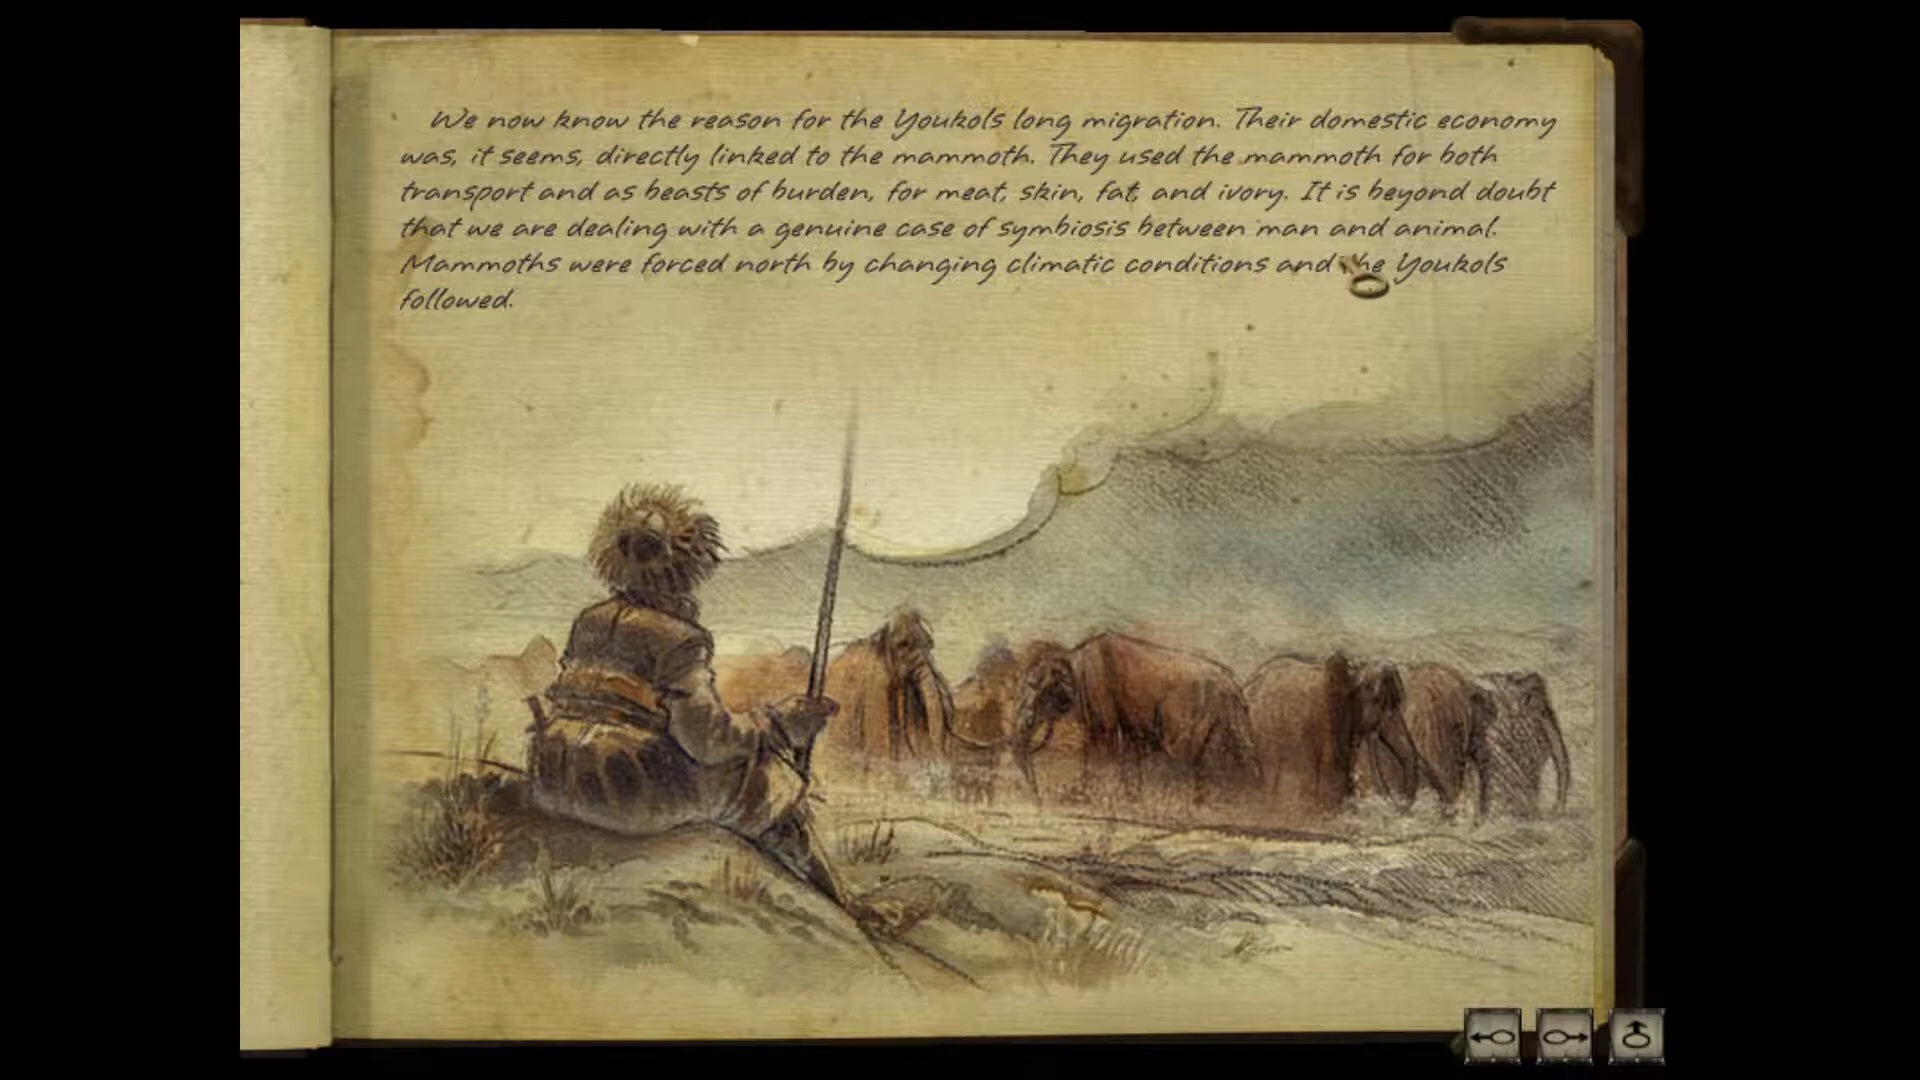 We now know the reason for the Youkols long migration. Their domestic economy
was, it seems, directly linked to the mammoth. They used the mammoth for both
transport and as beasts of burden, for meat, skin, fat, and ivory. It is beyond doubt
that we are dealing with a genuine case of symbiosis between man and animal.
Mammoths were forced north by changing climatic conditions and the Youkols
followed.